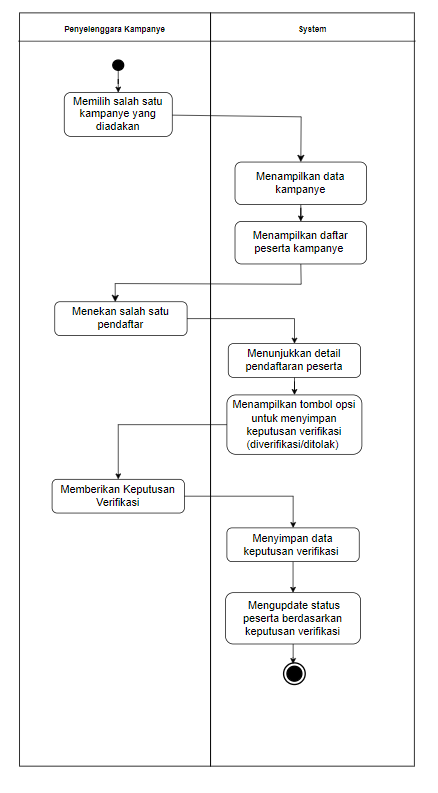 Penyelenggara Kampanye
System
Memilih salah satu
kampanye yang
diadakan
Menampilkan data
kampanye
Menampilkan daftar
peserta kampanye
Menekan salah satu
pendaftar
Menunjukkan detail
pendaftaran peserta
Menampilkan tombol opsi
untuk menyimpan
keputusan verifikasi
(diverifikasi/ditolak)
Memberikan Keputusan
Verifikasi
Menyimpan data
keputusan verifikasi
Mengupdate status
peserta berdasarkan
keputusan verifikasi